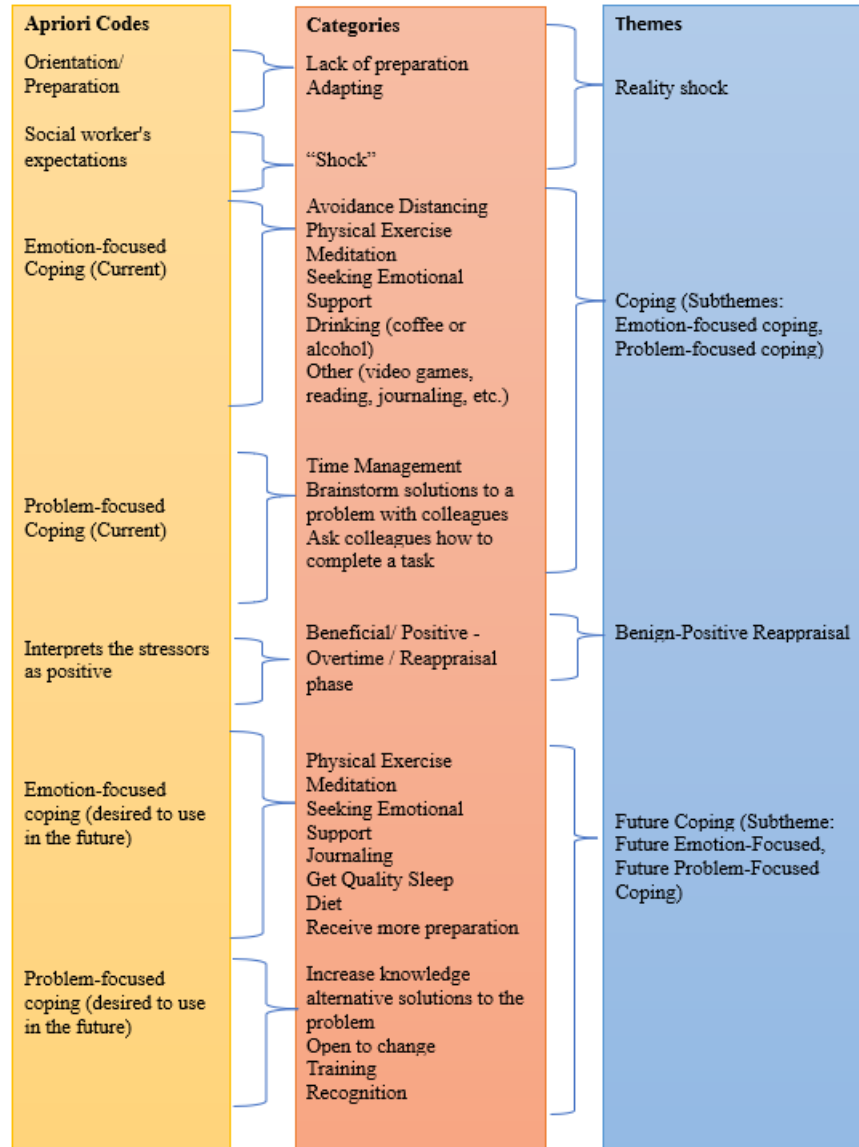 Apriori Codes
Orientation/
Preparation
Social worker's
expectations
Emotion-focused
Coping (Current)
Problem-focused
Coping (Current)
Interprets the stressors
as positive
Emotion-focused
coping (desired to use
in the future)
Problem-focused
coping (desired to use
in the future)
Categories
Lack of preparation
Adapting
“Shock”
Avoidance Distancing
Physical Exercise
Meditation
Seeking Emotional
Support
Drinking (coffee or
alcohol)
Other (video games,
reading, journaling, etc.)
Time Management
Brainstorm solutions to a
problem with colleagues
Ask colleagues how to
complete a task
Beneficial/ Positive -
Overtime / Reappraisal
phase
Physical Exercise
Meditation
Seeking Emotional
Support
Journaling
Get Quality Sleep
Diet
Receive more preparation
Increase knowledge
alternative solutions to the
problem
Open to change
Training
Recognition
Themes
Reality shock
Coping (Subthemes:
Emotion-focused coping,
Problem-focused coping)
Benign-Positive Reappraisal
Future Coping (Subtheme:
Future Emotion-Focused,
Future Problem-Focused
Coping)